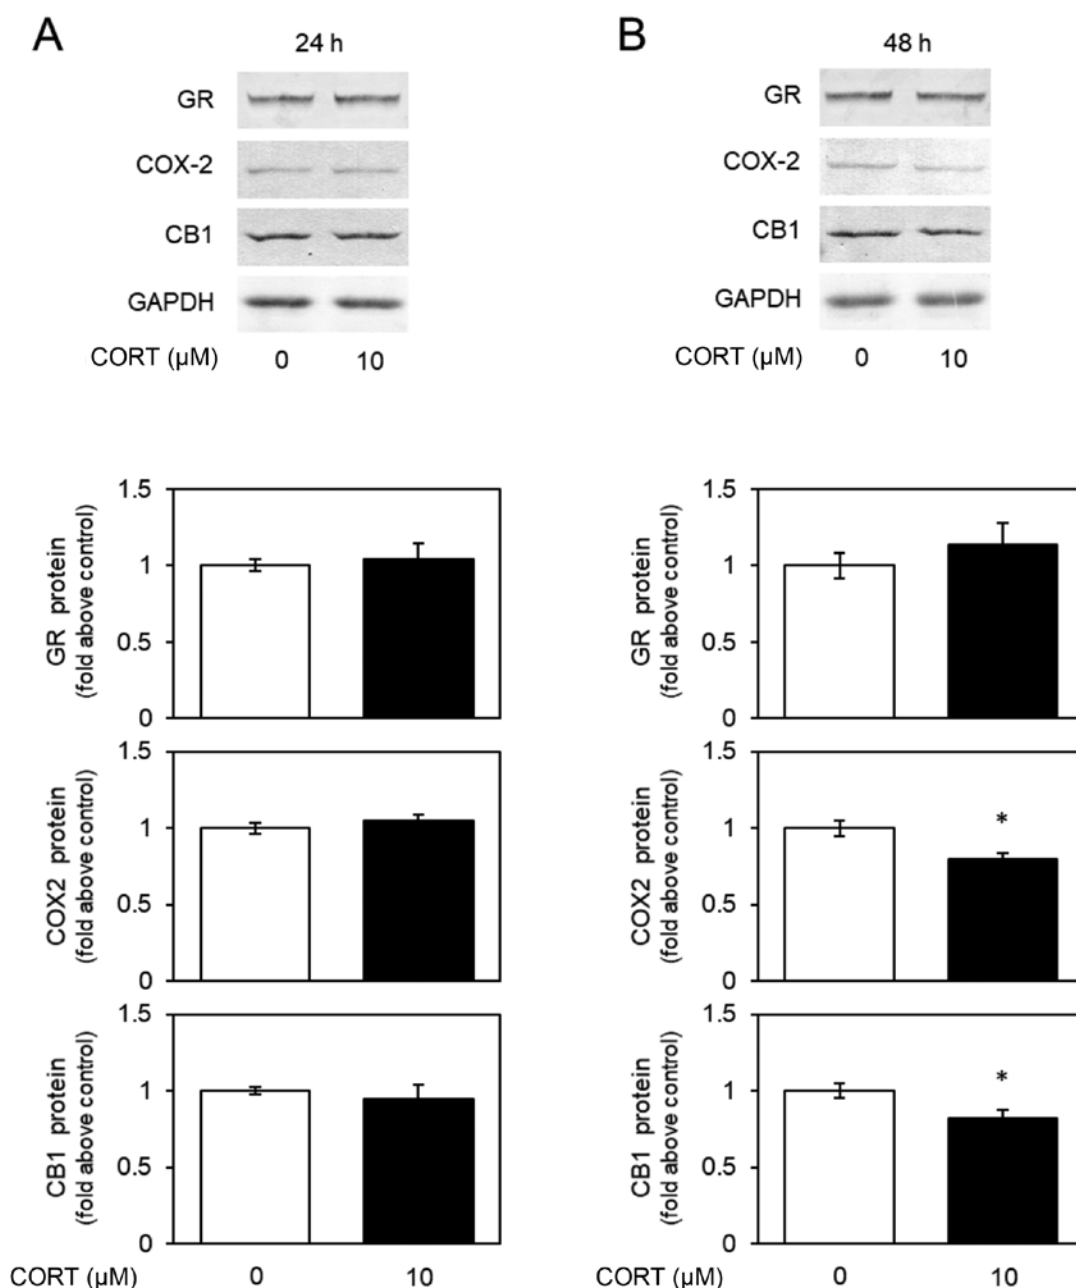 A
24 h
GR
COX-2
CB1
GAPDH
CORT (µM)
0
10
B
48 h
GR
COX-2
CB1
GAPDH
CORT (µM)
0
10
GR protein
(fold above control)
1.5
1
0.5
0
COX2 protein
(fold above control)
1.5
1
0.5
0
CB1 protein
(fold above control)
1.5
1
0.5
0
CORT (µM)
0
10
GR protein
(fold above control)
1.5
1
0.5
0
COX2 protein
(fold above control)
1.5
1
0.5
0
*
CB1 protein
(fold above control)
1.5
1
0.5
0
*
CORT (µM)
0
10